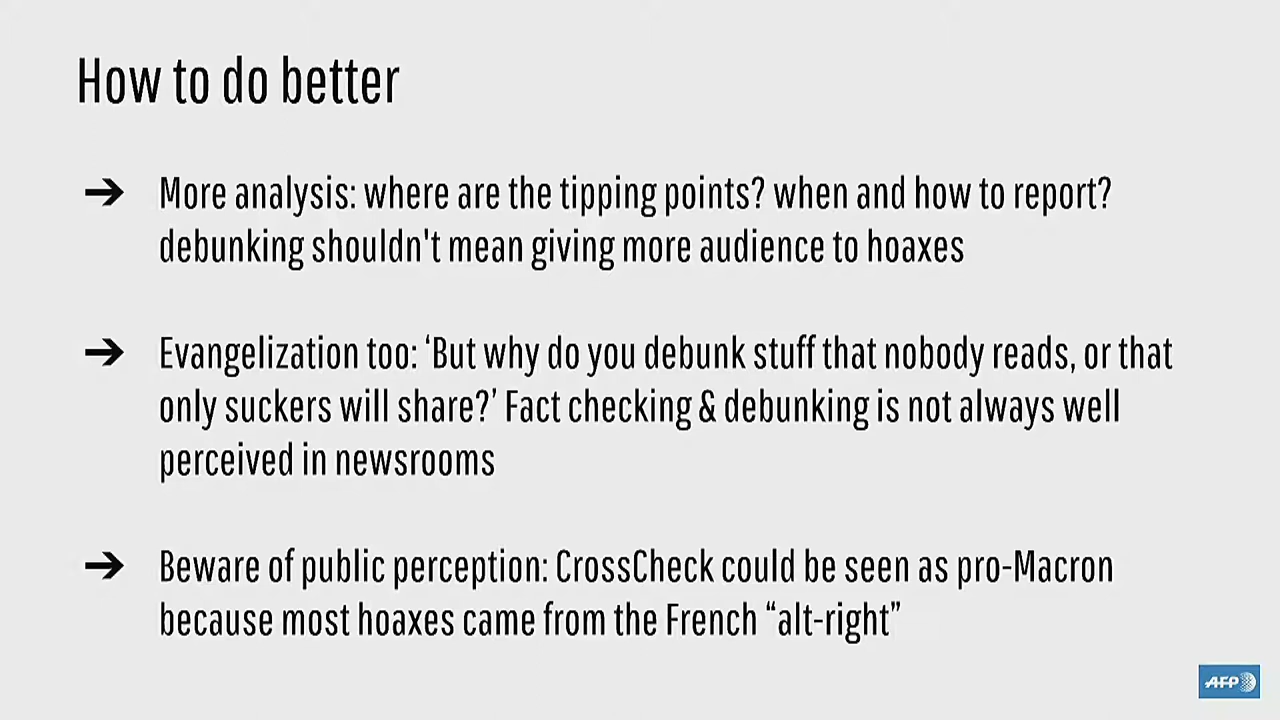 How to do better
➔ More analysis: where are the tipping points? when and how to report?
debunking shouldn't mean giving more audience to hoaxes
➔ Evangelization too: ‘But why do you debunk stuff that nobody reads, or that
only suckers will share?’ Fact checking & debunking is not always well
perceived in newsrooms
➔ Beware of public perception: CrossCheck could be seen as pro-Macron
because most hoaxes came from the French “alt-right”
AFP